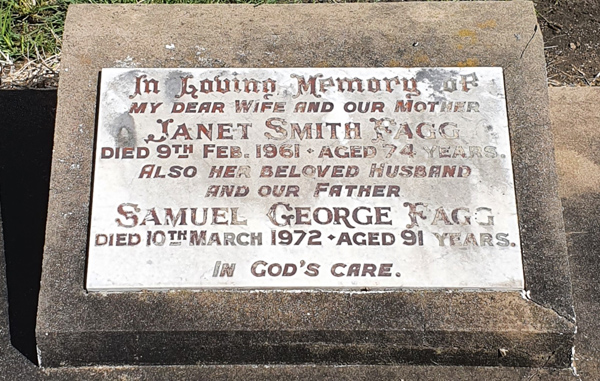 In Loving Memory of
My Dear Wife and our Mother
Janet Smith Fagg
Died 9th Feb. 1961 • Aged 74 years.
Also her beloved Husband
and our Father
Samuel George Fagg
Died 10th March 1972 • Aged 91 years.
In God's care.